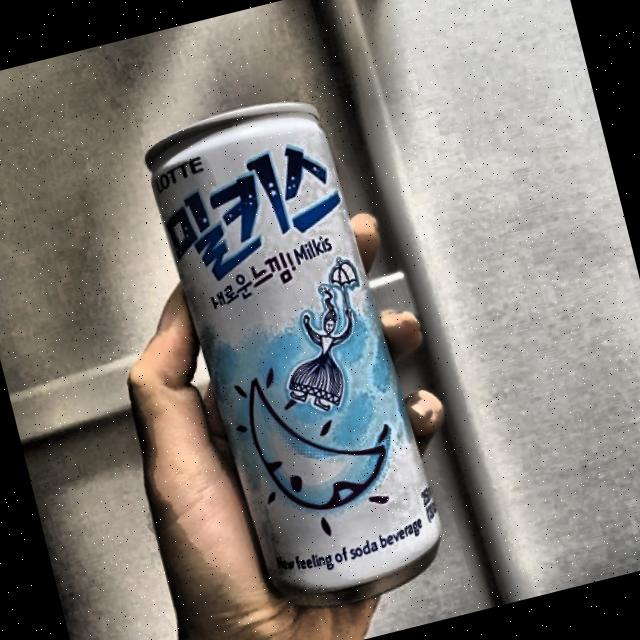 LOTTE
밀키스
새로운 느낌! Milkis
New feeling of soda beverage